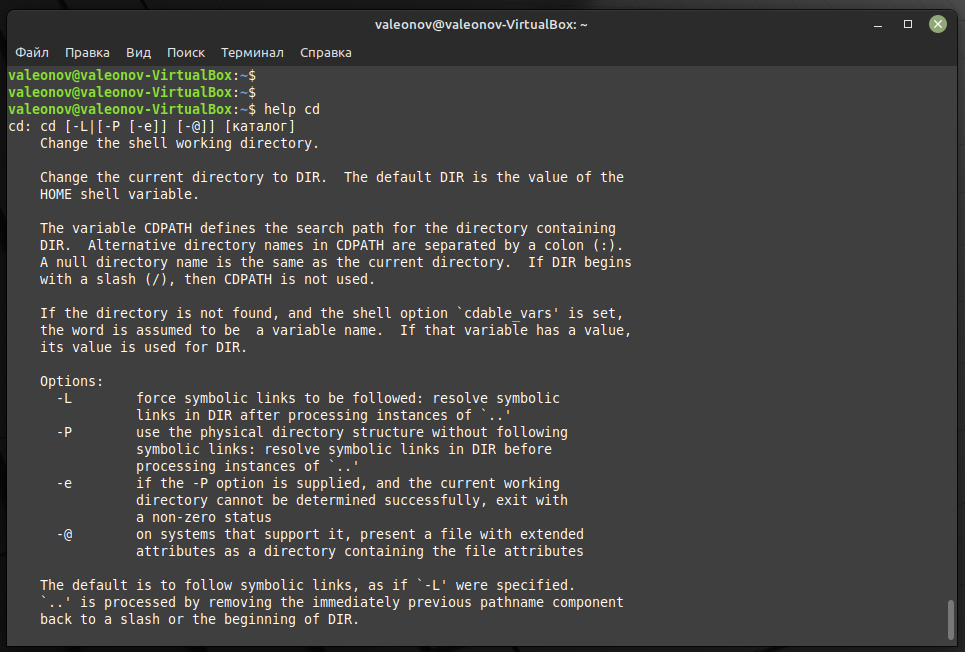 valeonov@valeonov-VirtualBox: ~
Файл Правка Вид Поиск Терминал Справка
valeonov@valeonov-VirtualBox:~$
valeonov@valeonov-VirtualBox:~$
valeonov@valeonov-VirtualBox:~$ help cd
cd: cd [-L|[-P [-e]] [-@]] [каталог]
    Change the shell working directory.

    Change the current directory to DIR.  The default DIR is the value of the
    HOME shell variable.

    The variable CDPATH defines the search path for the directory containing
    DIR.  Alternative directory names in CDPATH are separated by a colon (:).
    A null directory name is the same as the current directory.  If DIR begins
    with a slash (/), then CDPATH is not used.

    If the directory is not found, and the shell option `cdable_vars' is set,
    the word is assumed to be  a variable name.  If that variable has a value,
    its value is used for DIR.

    Options:
      -L        force symbolic links to be followed: resolve symbolic
                links in DIR after processing instances of `..'
      -P        use the physical directory structure without following
                symbolic links: resolve symbolic links in DIR before
                processing instances of `..'
      -e        if the -P option is supplied, and the current working
                directory cannot be determined successfully, exit with
                a non-zero status
      -@        on systems that support it, present a file with extended
                attributes as a directory containing the file attributes

    The default is to follow symbolic links, as if `-L' were specified.
    `..' is processed by removing the immediately previous pathname component
    back to a slash or the beginning of DIR.